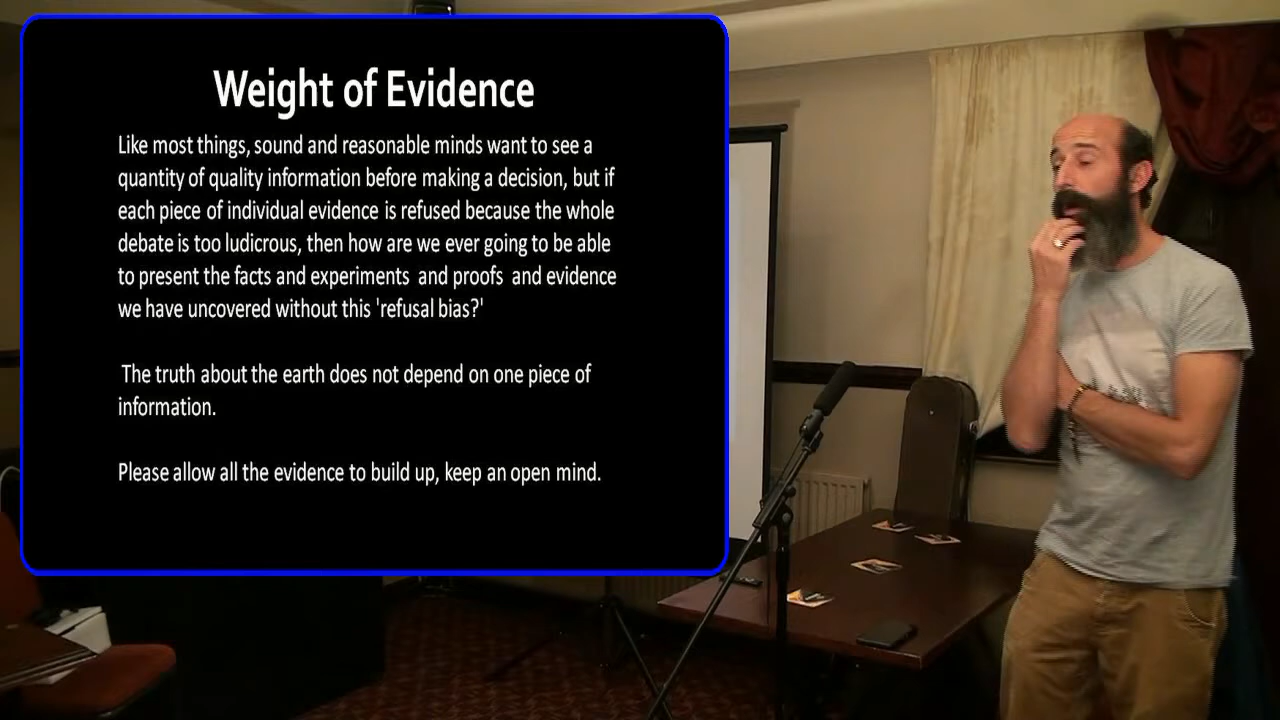 Weight of Evidence
Like most things, sound and reasonable minds want to see a
quantity of quality information before making a decision, but if
each piece of individual evidence is refused because the whole
debate is too ludicrous, then how are we ever going to be able
to present the facts and experiments and proofs and evidence
we have uncovered without this 'refusal bias?'
The truth about the earth does not depend on one piece of
information.
Please allow all the evidence to build up, keep an open mind.